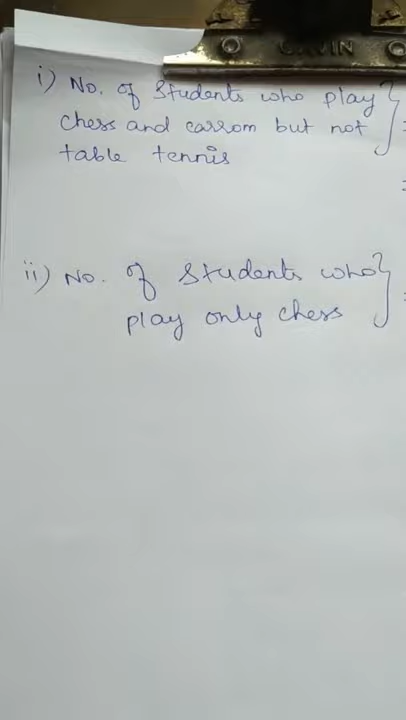 GAVIN
i) No. of Students who play }
chess and carrom but not =
table tennis
=
ii) No. of Students who }
play only chess =